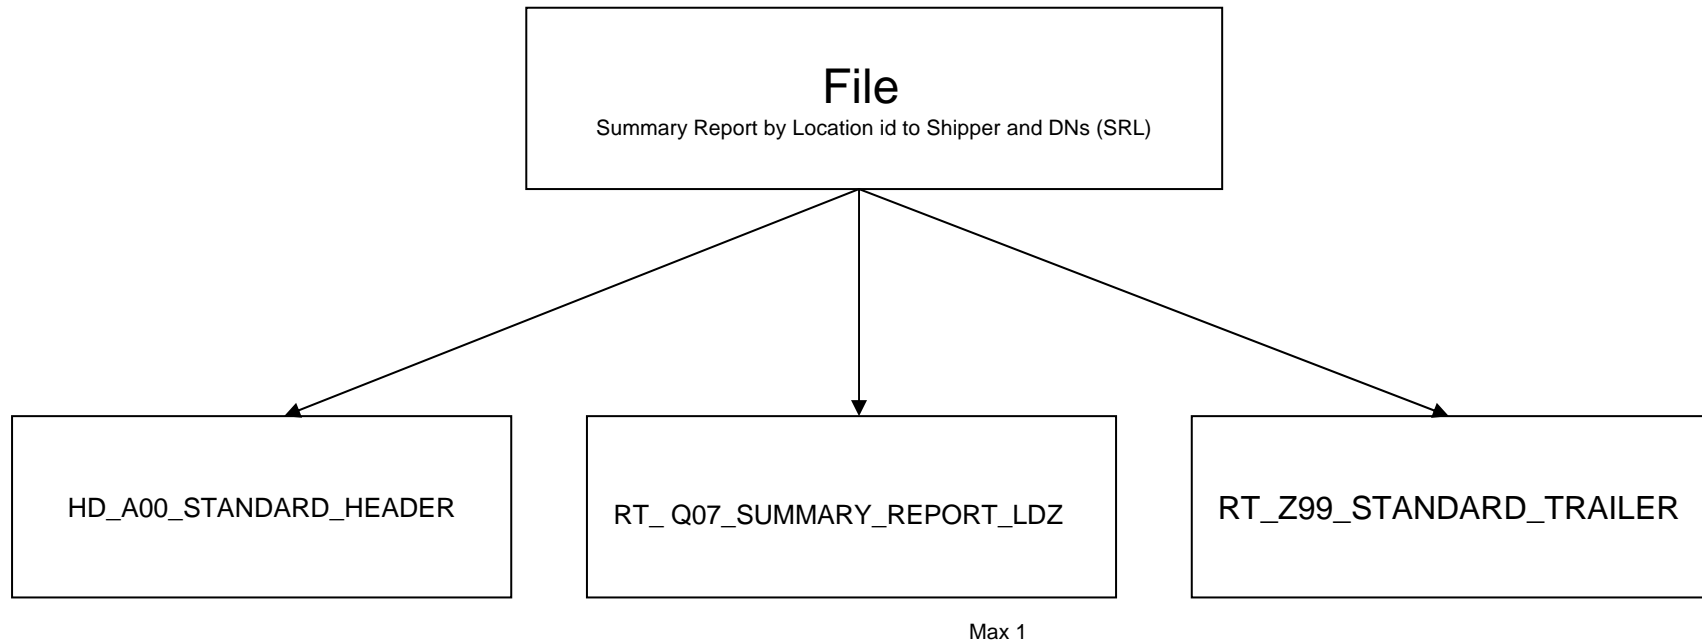 File
Summary Report by Location id to Shipper and DNs (SRL)
HD_A00_STANDARD_HEADER
RT_ Q07_SUMMARY_REPORT_LDZ
RT_Z99_STANDARD_TRAILER
Max 1